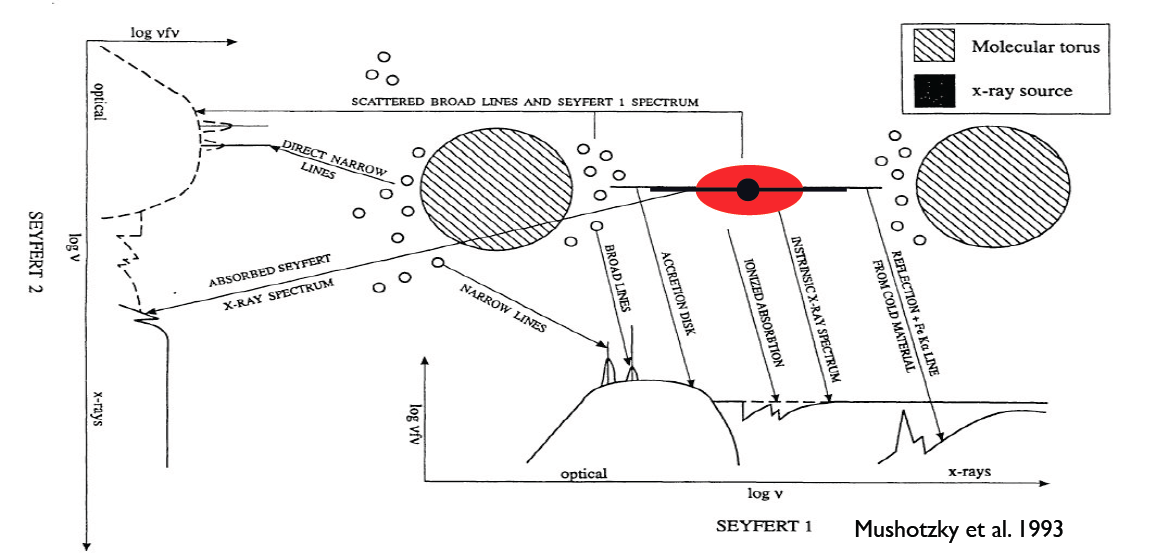 log νfν
Molecular torus
x-ray source
optical
SCATTERED BROAD LINES AND SEYFERT 1 SPECTRUM
DIRECT NARROW
LINES
SEYFERT 2
log ν
ABSORBED SEYFERT
X-RAY SPECTRUM
NARROW LINES
BROAD LINES
ACCRETION DISK
IONIZED ABSORBTION
INSTRINSIC X-RAY SPECTRUM
REFLECTION + Fe Kα LINE
FROM COLD MATERIAL
x-rays
log νfν
optical
x-rays
log ν
SEYFERT 1
Mushotzky et al. 1993